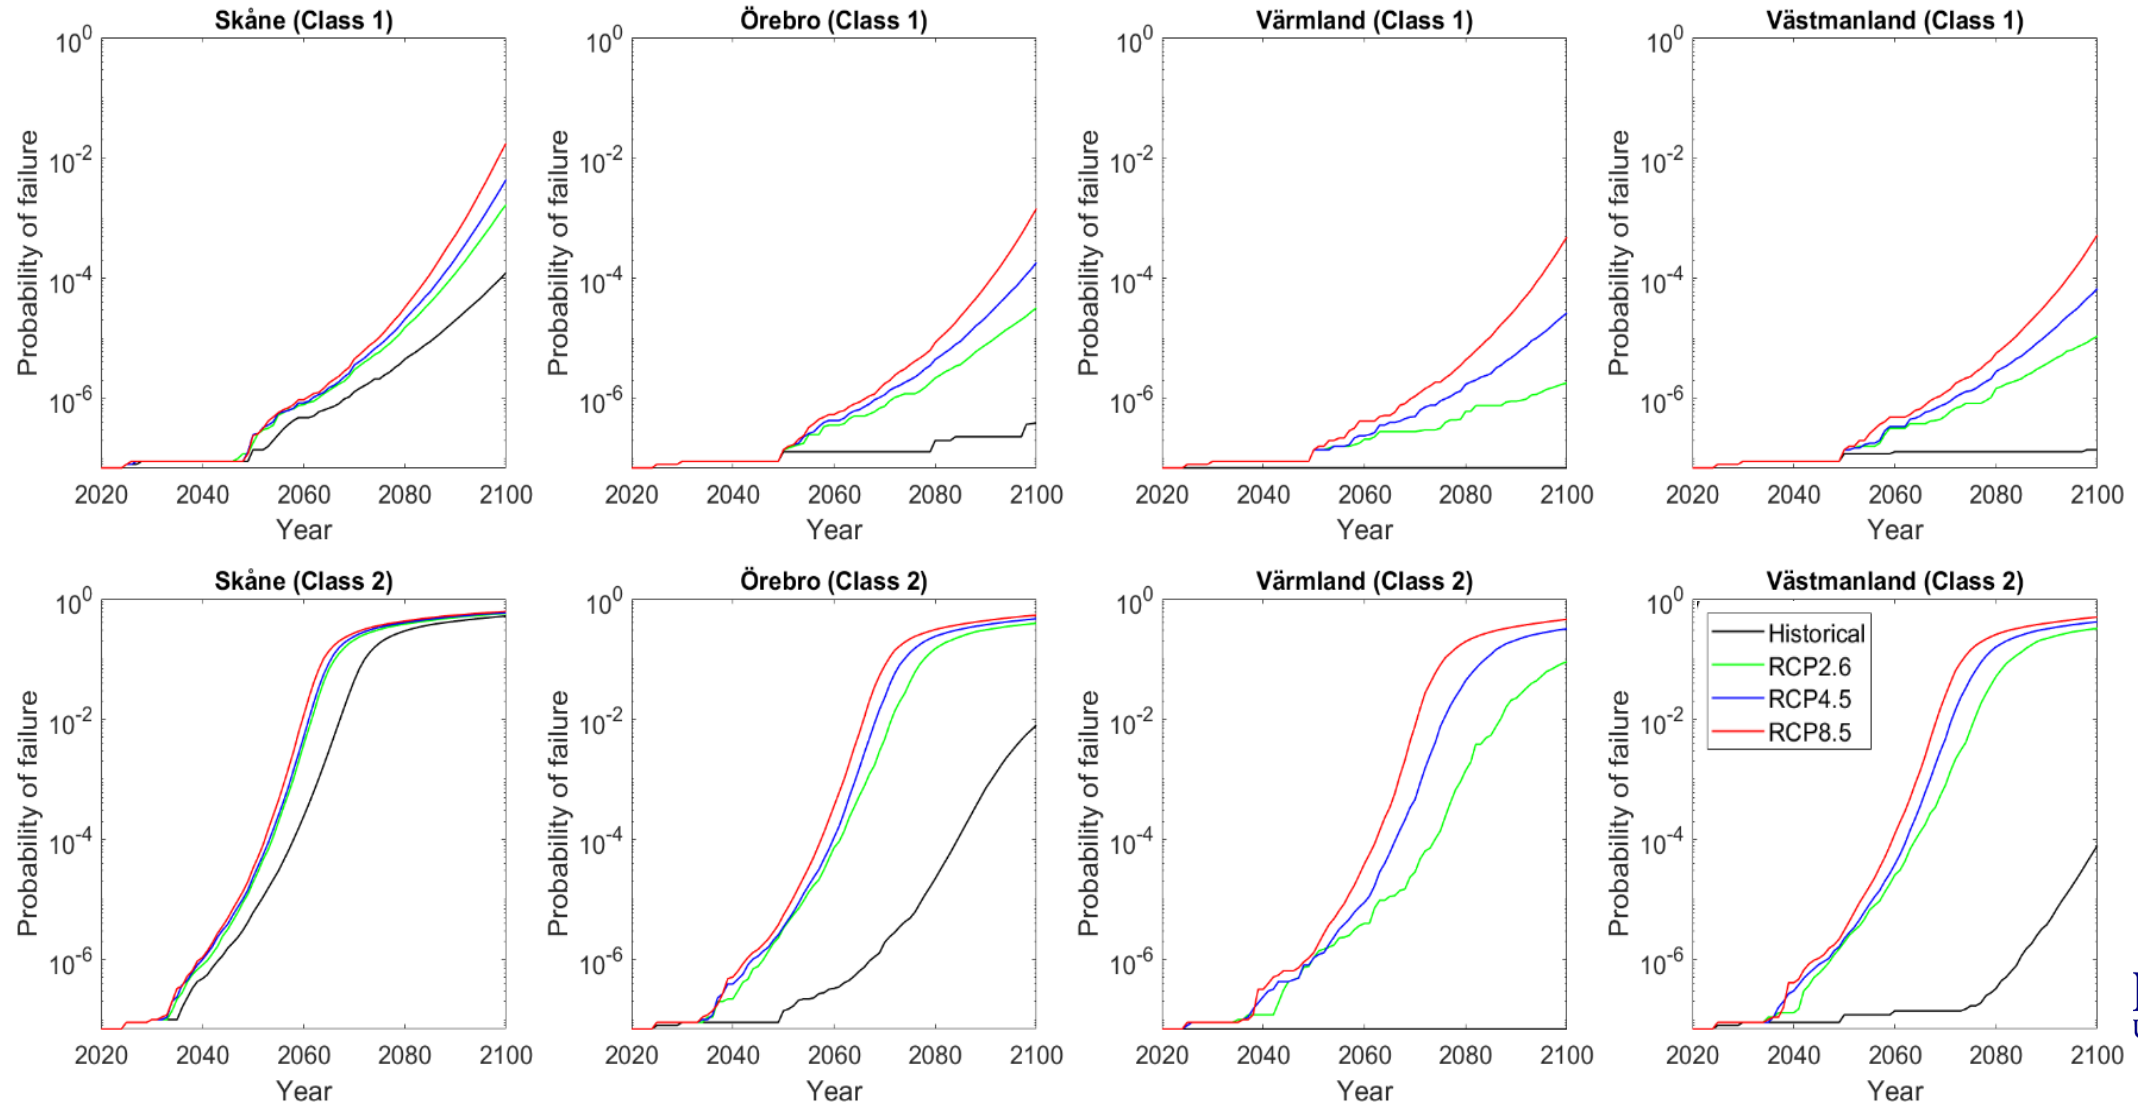 Skåne (Class 1)
Örebro (Class 1)
Värmland (Class 1)
Västmanland (Class 1)
10^0
10^-2
10^-4
10^-6
Probability of failure
2020 2040 2060 2080 2100
Year
10^0
10^-2
10^-4
10^-6
Probability of failure
2020 2040 2060 2080 2100
Year
10^0
10^-2
10^-4
10^-6
Probability of failure
2020 2040 2060 2080 2100
Year
10^0
10^-2
10^-4
10^-6
Probability of failure
2020 2040 2060 2080 2100
Year
Skåne (Class 2)
Örebro (Class 2)
Värmland (Class 2)
Västmanland (Class 2)
10^0
10^-2
10^-4
10^-6
Probability of failure
2020 2040 2060 2080 2100
Year
10^0
10^-2
10^-4
10^-6
Probability of failure
2020 2040 2060 2080 2100
Year
10^0
10^-2
10^-4
10^-6
Probability of failure
2020 2040 2060 2080 2100
Year
10^0
10^-2
10^-4
10^-6
Probability of failure
2020 2040 2060 2080 2100
Year
Historical
RCP2.6
RCP4.5
RCP8.5